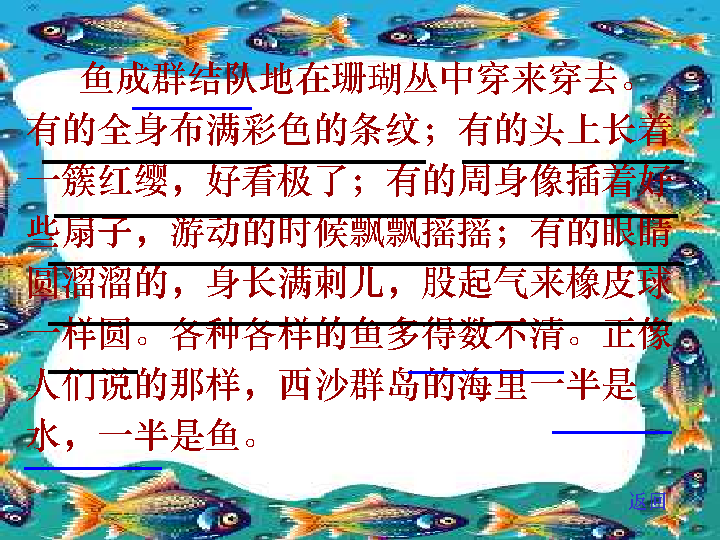 鱼成群结队地在珊瑚丛中穿来穿去。
有的全身布满彩色的条纹；有的头上长着
一簇红缨，好看极了；有的周身像插着好
些扇子，游动的时候飘飘摇摇；有的眼睛
圆溜溜的，身长满刺儿，股起气来橡皮球
一样圆。各种各样的鱼多得数不清。正像
人们说的那样，西沙群岛的海里一半是
水，一半是鱼。
返回